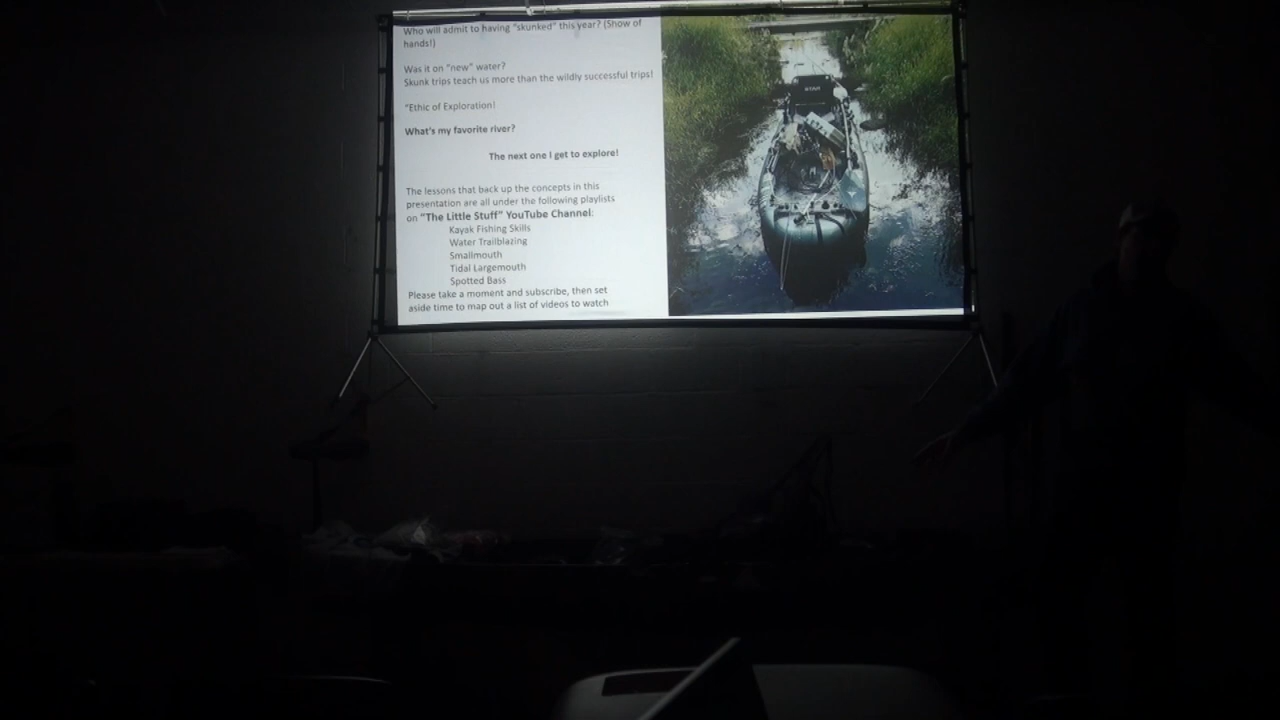 Who will admit to having "skunked" this year? (Show of
hands!)
Was it on "new" water?
Skunk trips teach us more than the wildly successful trips!
"Ethic of Exploration!
What's my favorite river?
The next one I get to explore!
The lessons that back up the concepts in this
presentation are all under the following playlists
on "The Little Stuff" YouTube Channel:
Kayak Fishing Skills
Water Trailblazing
Smallmouth
Tidal Largemouth
Spotted Bass
Please take a moment and subscribe, then set
aside time to map out a list of videos to watch